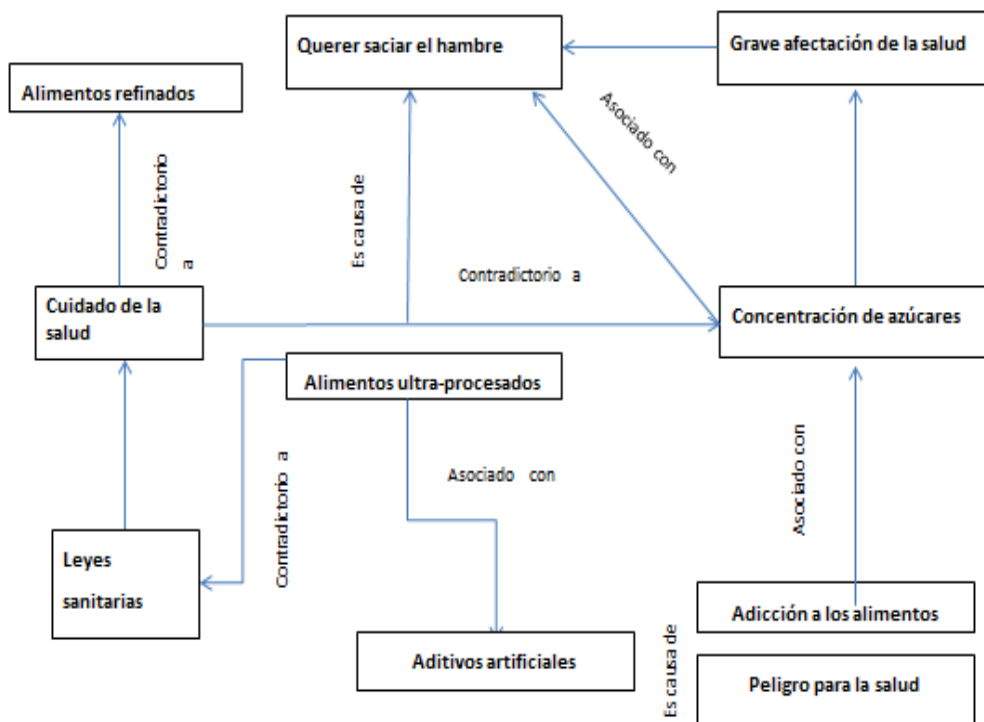 Querer saciar el hambre
Grave afectación de la salud
Alimentos refinados
Asociado con
Contradictorio
a
Es causa de
Contradictorio a
Cuidado de la
salud
Concentración de azúcares
Alimentos ultra-procesados
Contradictorio a
Asociado con
Asociado con
Leyes
sanitarias
Adicción a los alimentos
Es causa de
Aditivos artificiales
Peligro para la salud